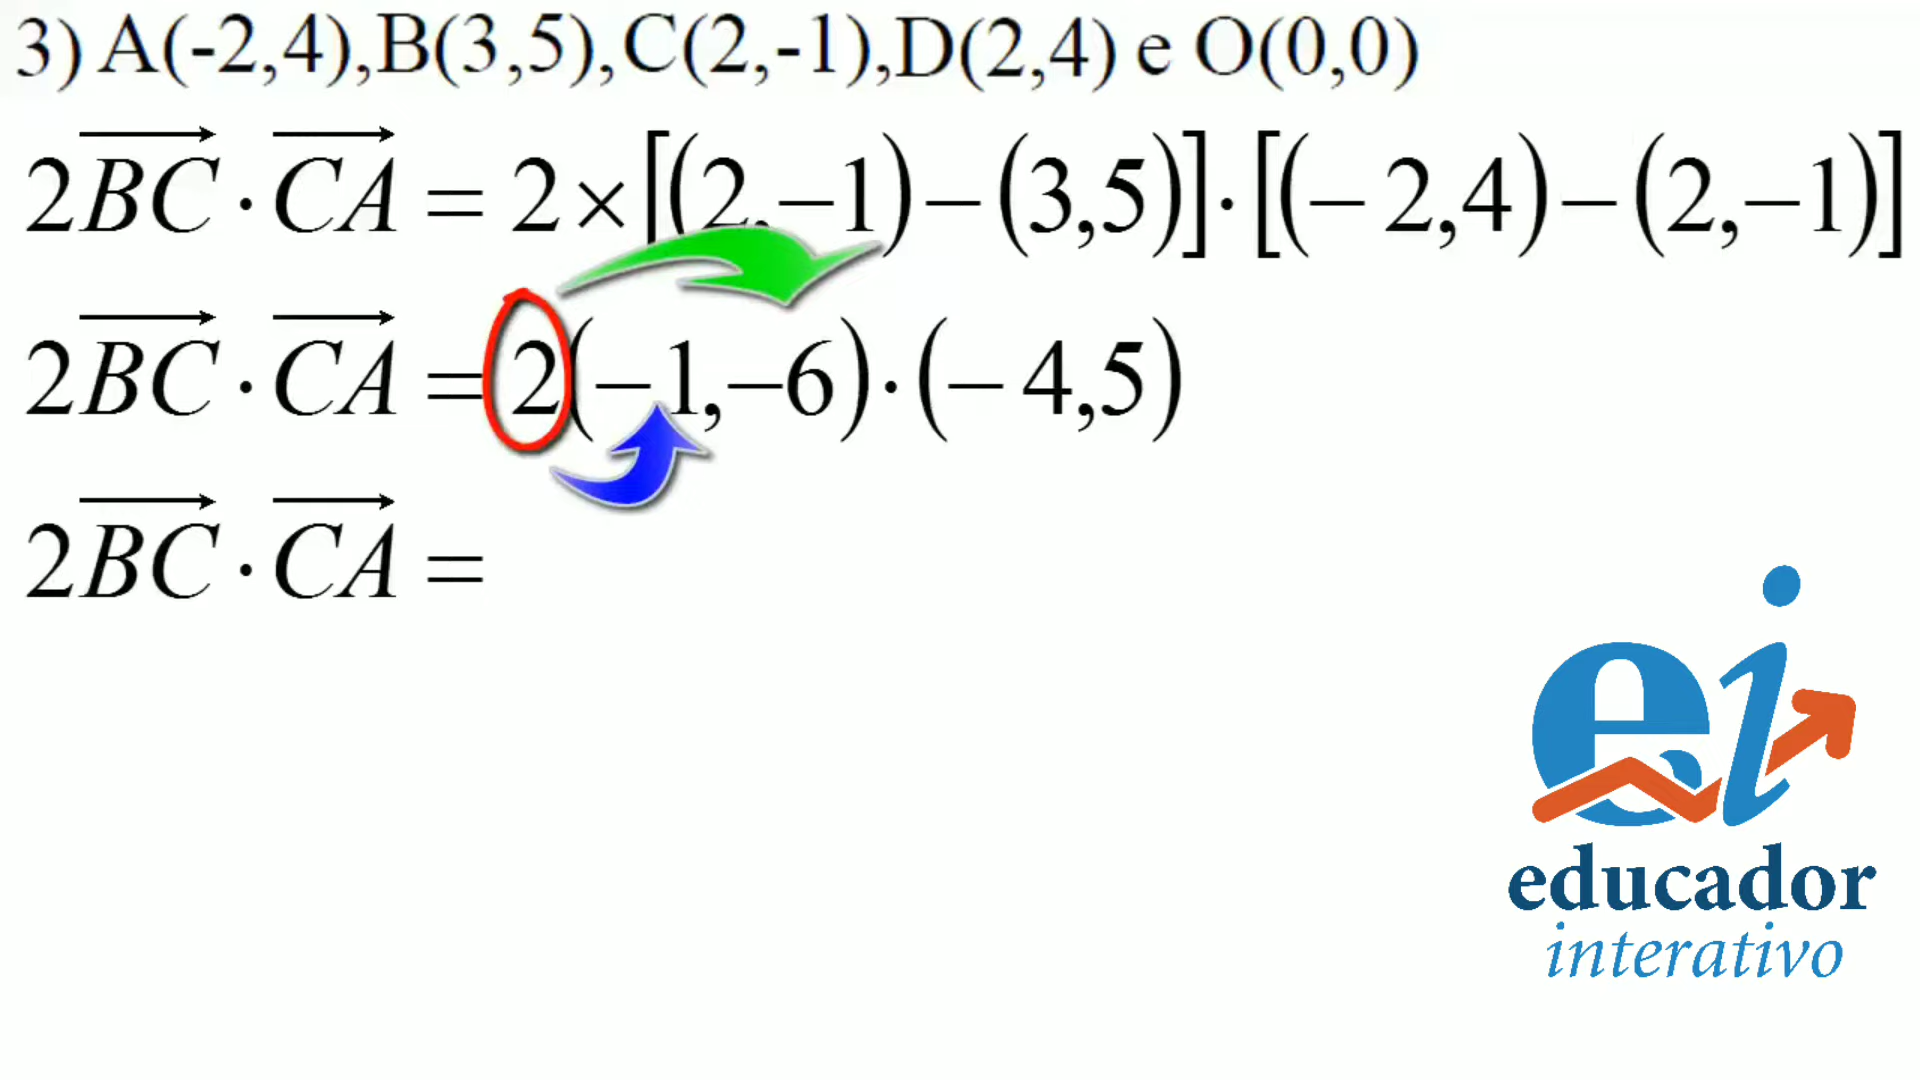 3) A(-2,4),B(3,5),C(2,-1),D(2,4) e O(0,0)
2BC · CA = 2×[(2,−1)−(3,5)]·[(−2,4)−(2,−1)]
2BC · CA = 2(−1,−6)·(−4,5)
2BC · CA =
ei
educador
interativo